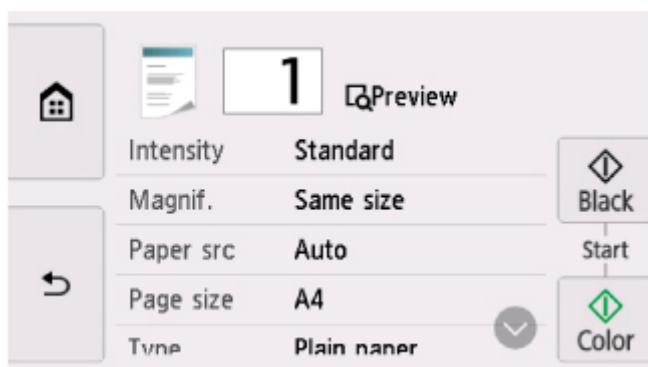 1 Preview
Intensity Standard
Magnif. Same size
Black
Paper src Auto
Start
Page size A4
Color
Type Plain paper